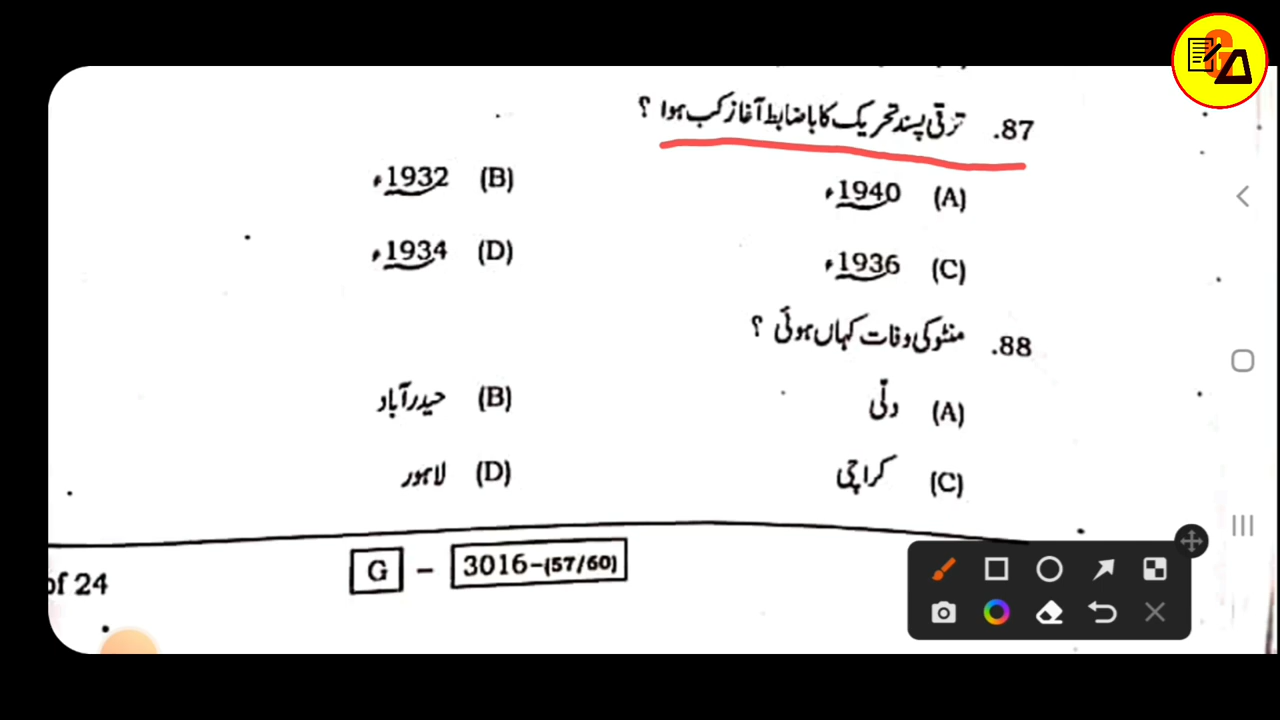 87. ترقی پسند تحریک کا باضابطہ آغاز کب ہوا ؟
(A) 1940ء (B) 1932ء
(C) 1936ء (D) 1934ء
88. منٹو کی وفات کہاں ہوئی ؟
(A) دلّی (B) حیدرآباد
(C) کراچی (D) لاہور
of 24 G – 3016–(57/60)